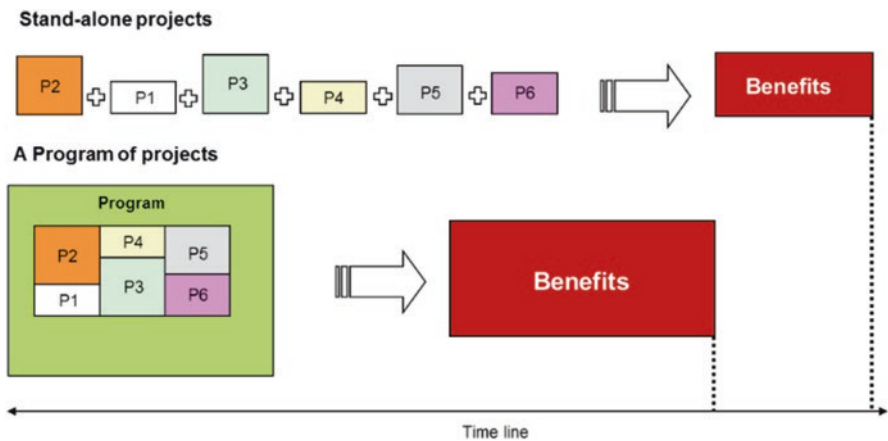 Stand-alone projects
P2
P1
P3
P4
P5
P6
Benefits
A Program of projects
Program
P2
P4
P5
P1
P3
P6
Benefits
Time line